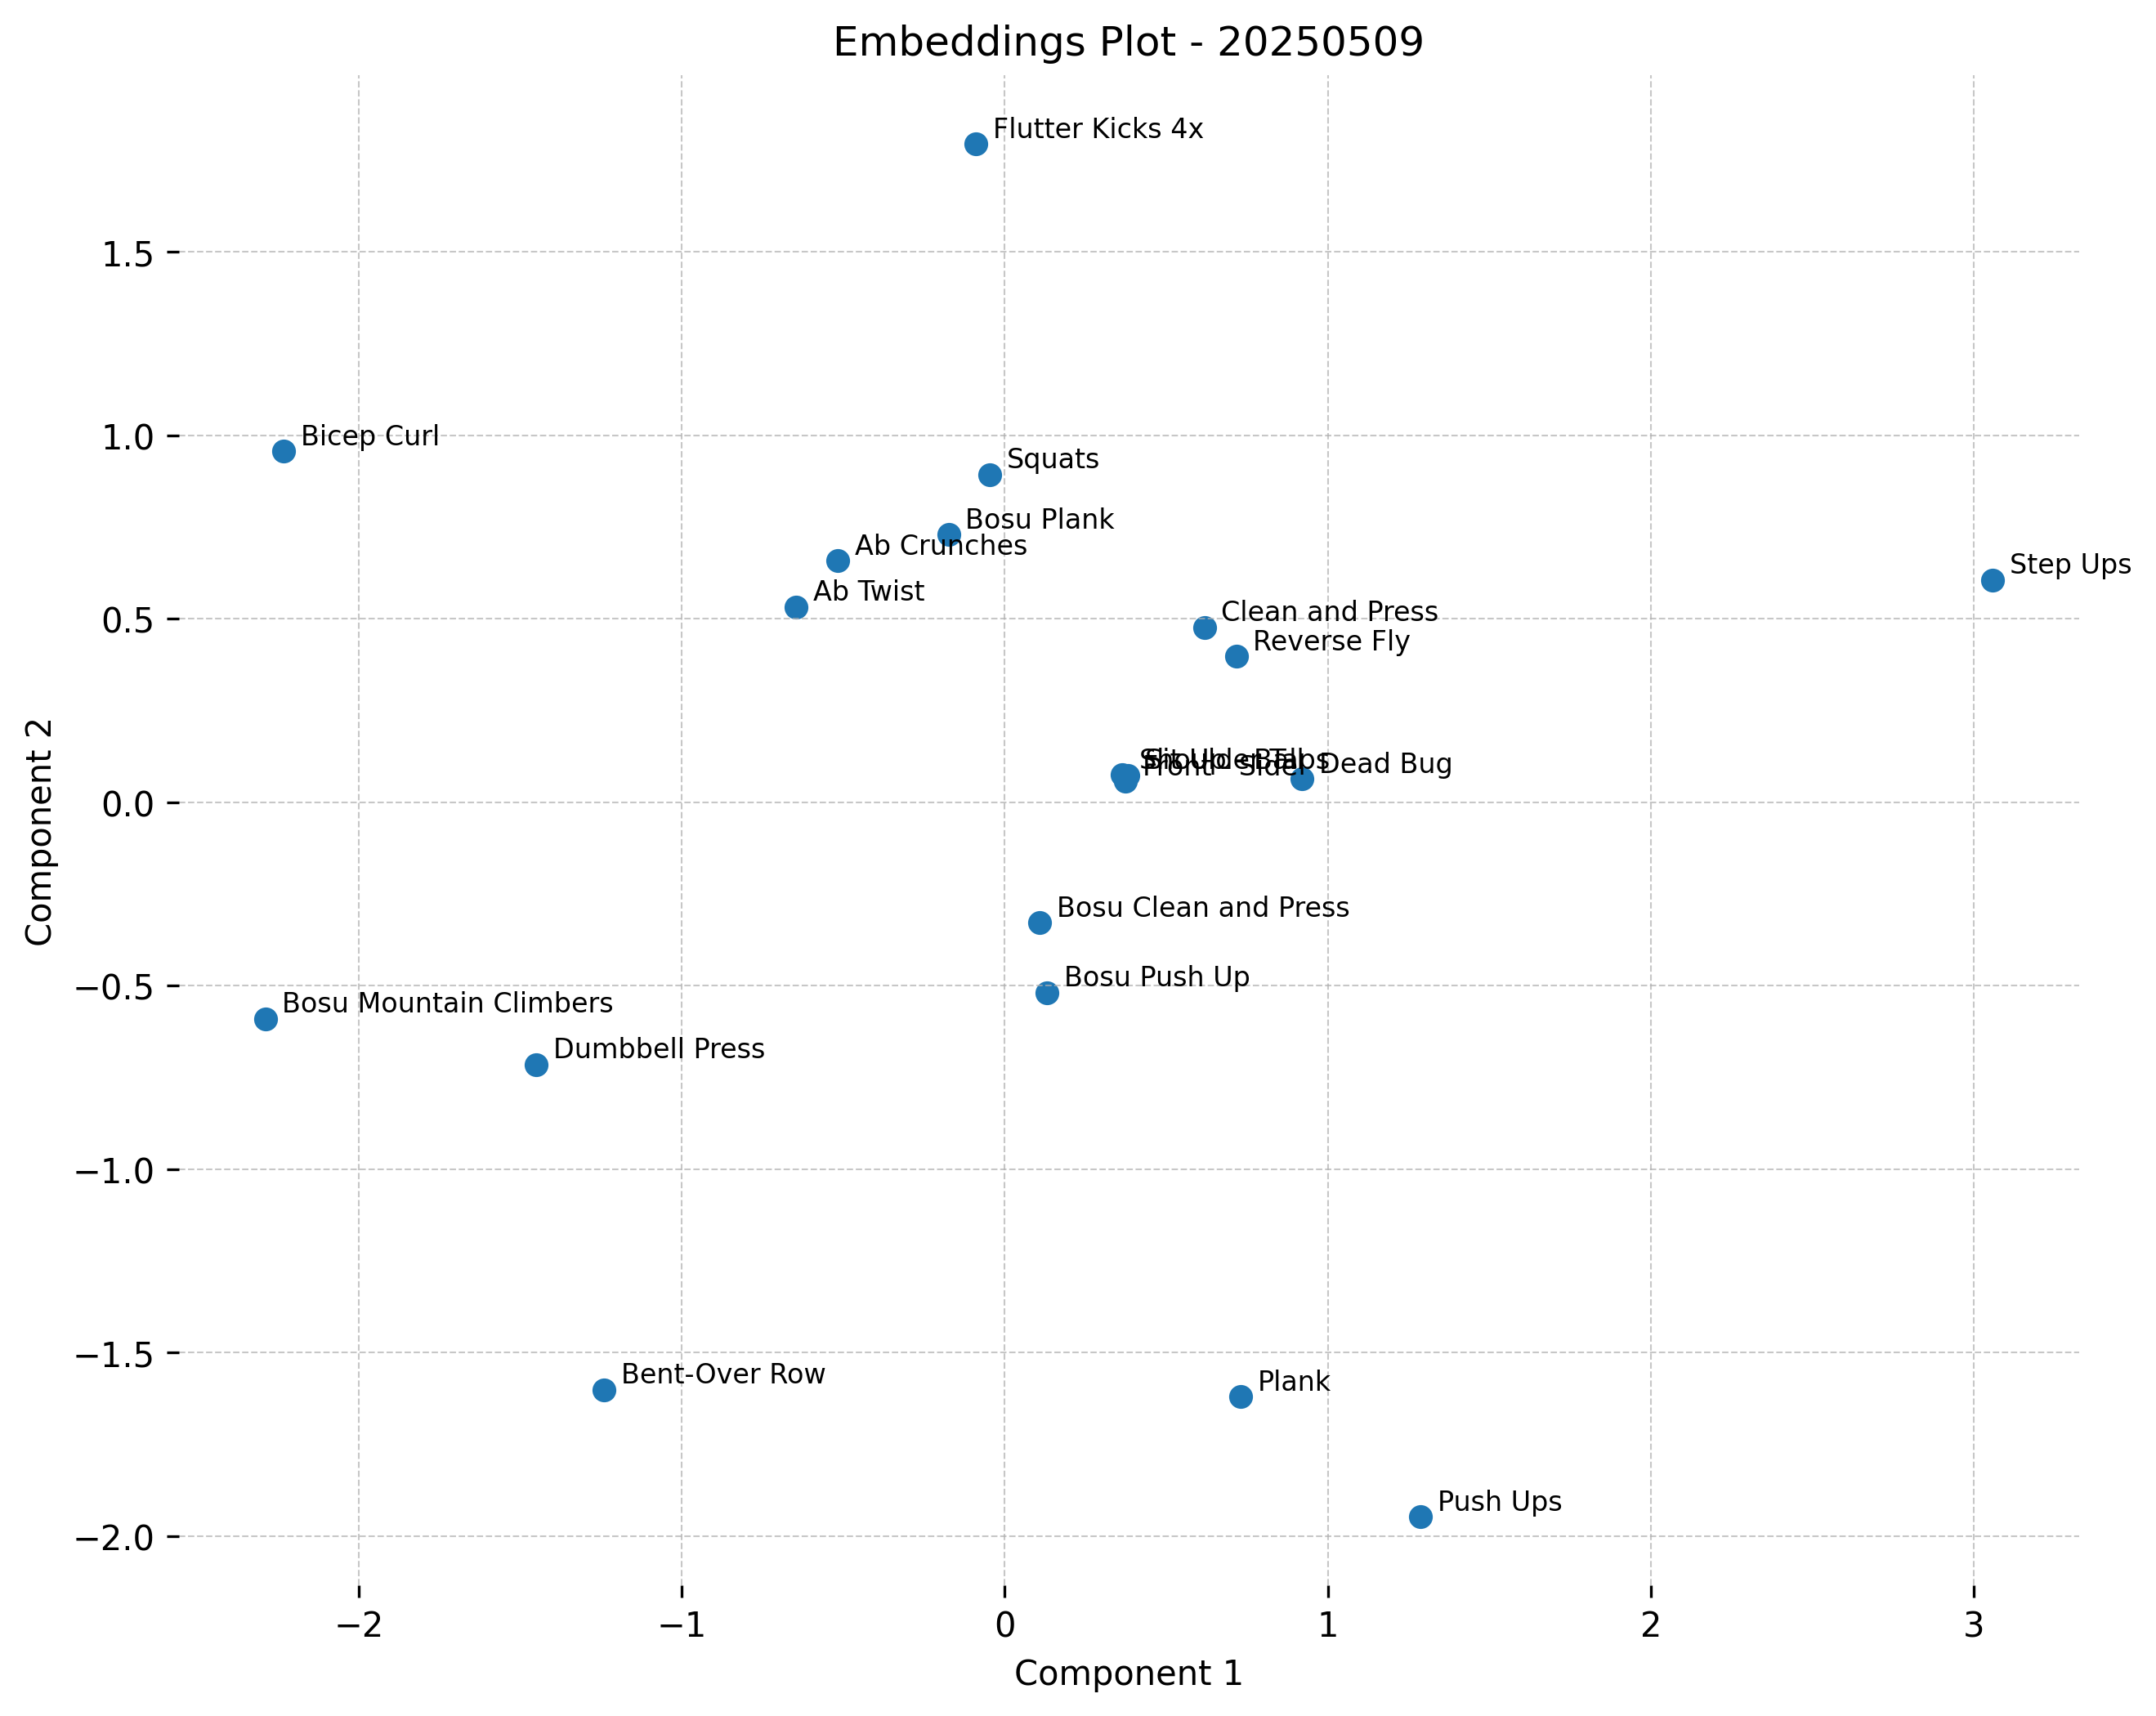 Embeddings Plot - 20250509
Flutter Kicks 4x
1.5
Bicep Curl
1.0
Squats
Bosu Plank
Ab Crunches
Step Ups
Ab Twist
0.5
Clean and Press
Reverse Fly
Dead Bug
0.0
Bosu Clean and Press
Bosu Push Up
−0.5
Bosu Mountain Climbers
Dumbbell Press
−1.0
−1.5
Bent-Over Row
Plank
Push Ups
−2.0
−2 −1 0 1 2 3
Component 1
Component 2